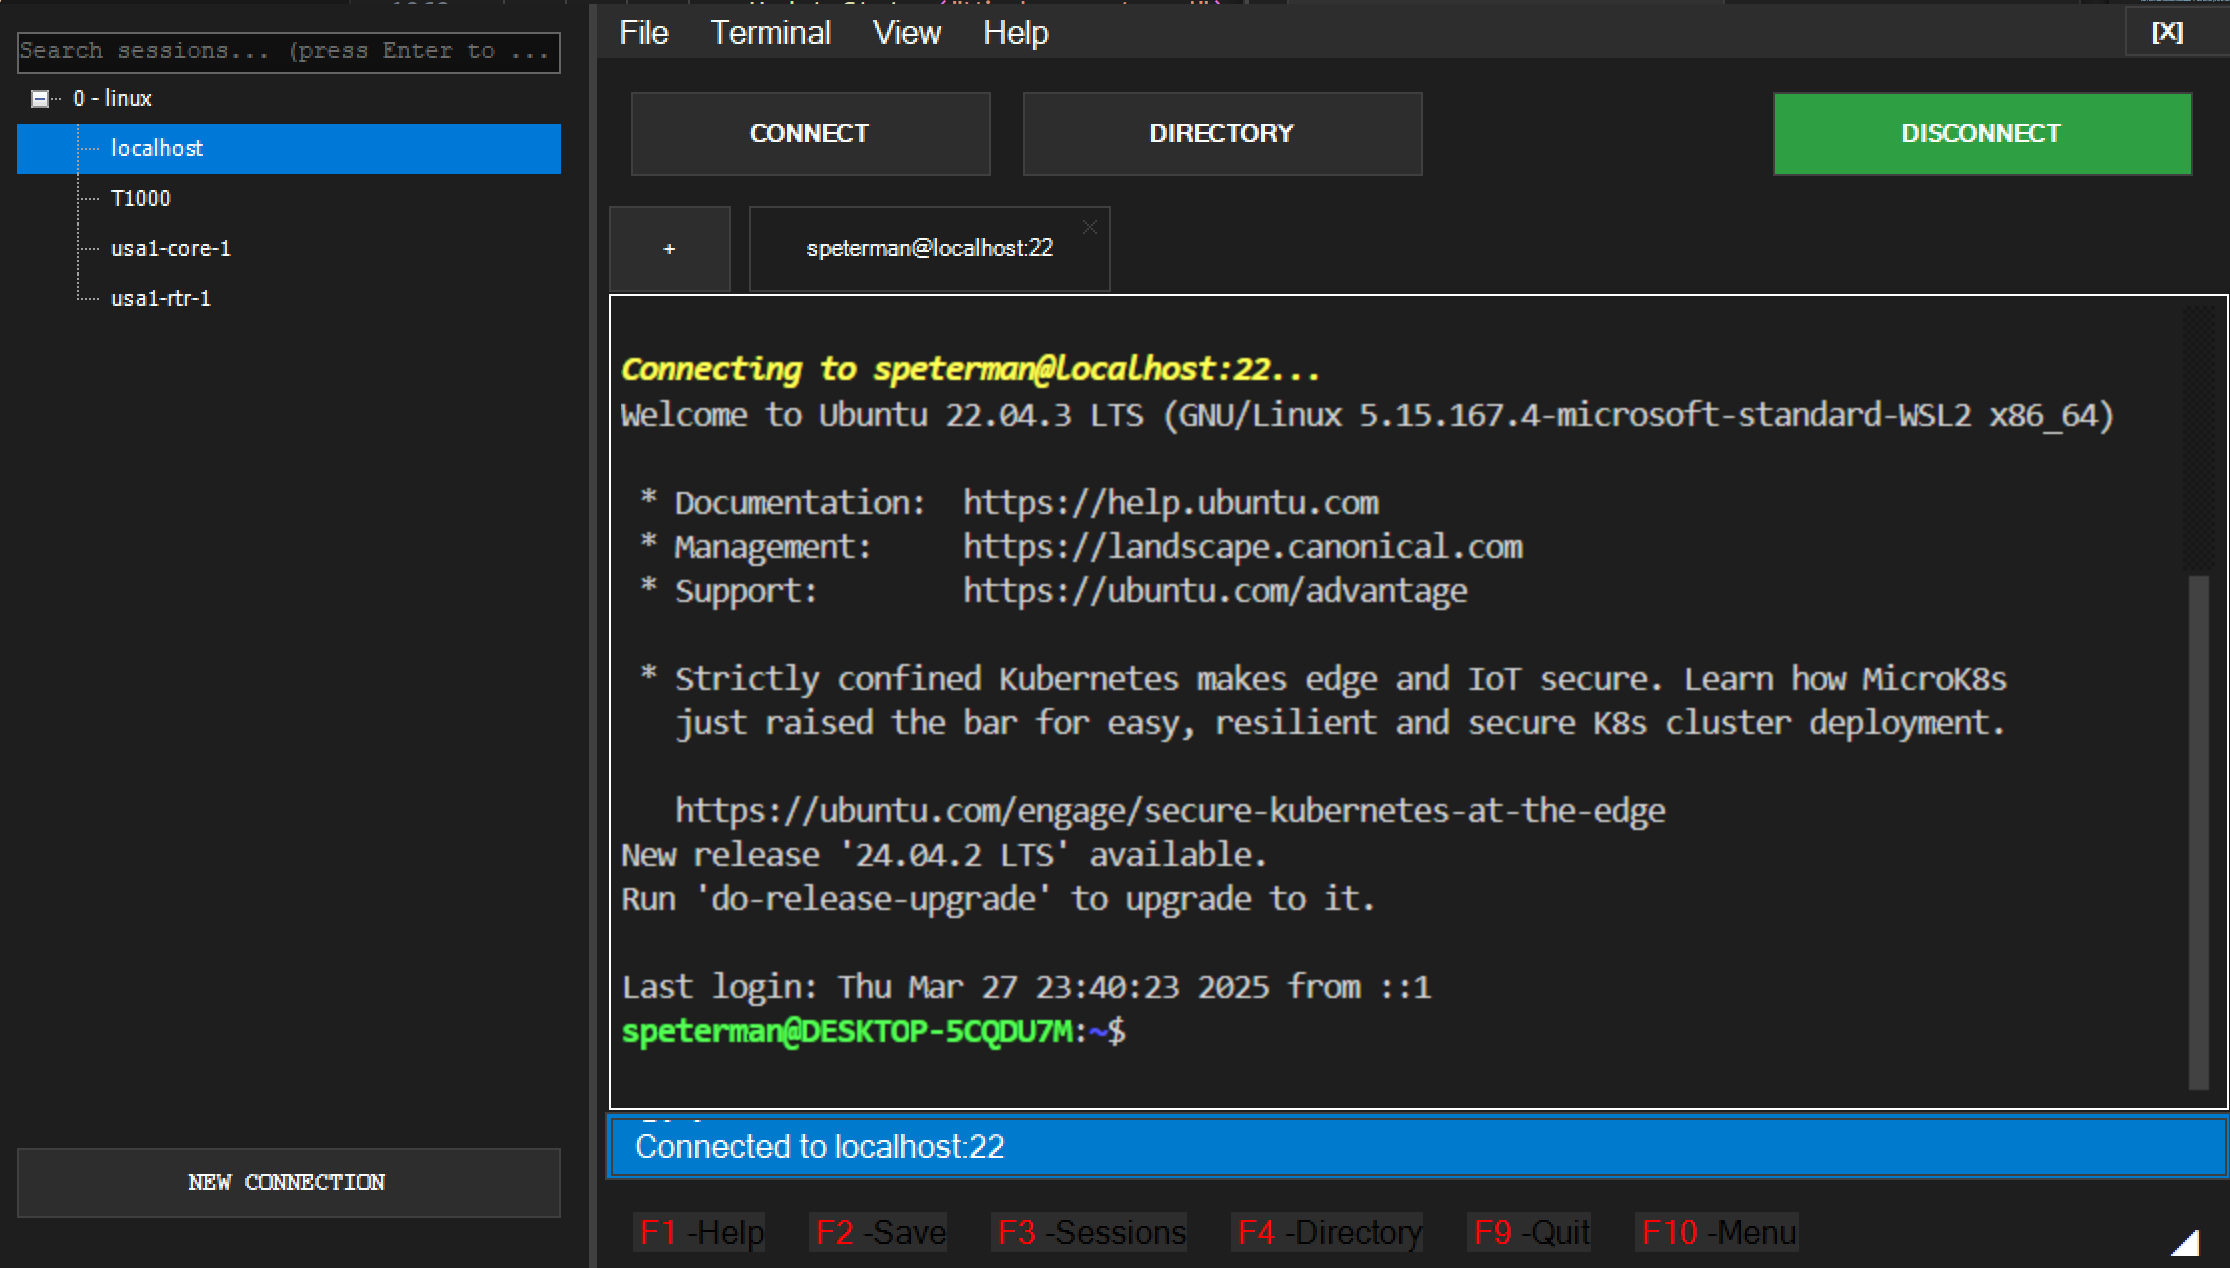 Search sessions... (press Enter to ...
0 - linux
localhost
T1000
usa1-core-1
usa1-rtr-1
NEW CONNECTION
File Terminal View Help [X]
CONNECT DIRECTORY DISCONNECT
+ speterman@localhost:22
Connecting to speterman@localhost:22...
Welcome to Ubuntu 22.04.3 LTS (GNU/Linux 5.15.167.4-microsoft-standard-WSL2 x86_64)
* Documentation: https://help.ubuntu.com
* Management: https://landscape.canonical.com
* Support: https://ubuntu.com/advantage
* Strictly confined Kubernetes makes edge and IoT secure. Learn how MicroK8s
just raised the bar for easy, resilient and secure K8s cluster deployment.
https://ubuntu.com/engage/secure-kubernetes-at-the-edge
New release '24.04.2 LTS' available.
Run 'do-release-upgrade' to upgrade to it.
Last login: Thu Mar 27 23:40:23 2025 from ::1
speterman@DESKTOP-5CQDU7M:~$
Connected to localhost:22
F1 -Help F2 -Save F3 -Sessions F4 -Directory F9 -Quit F10 -Menu